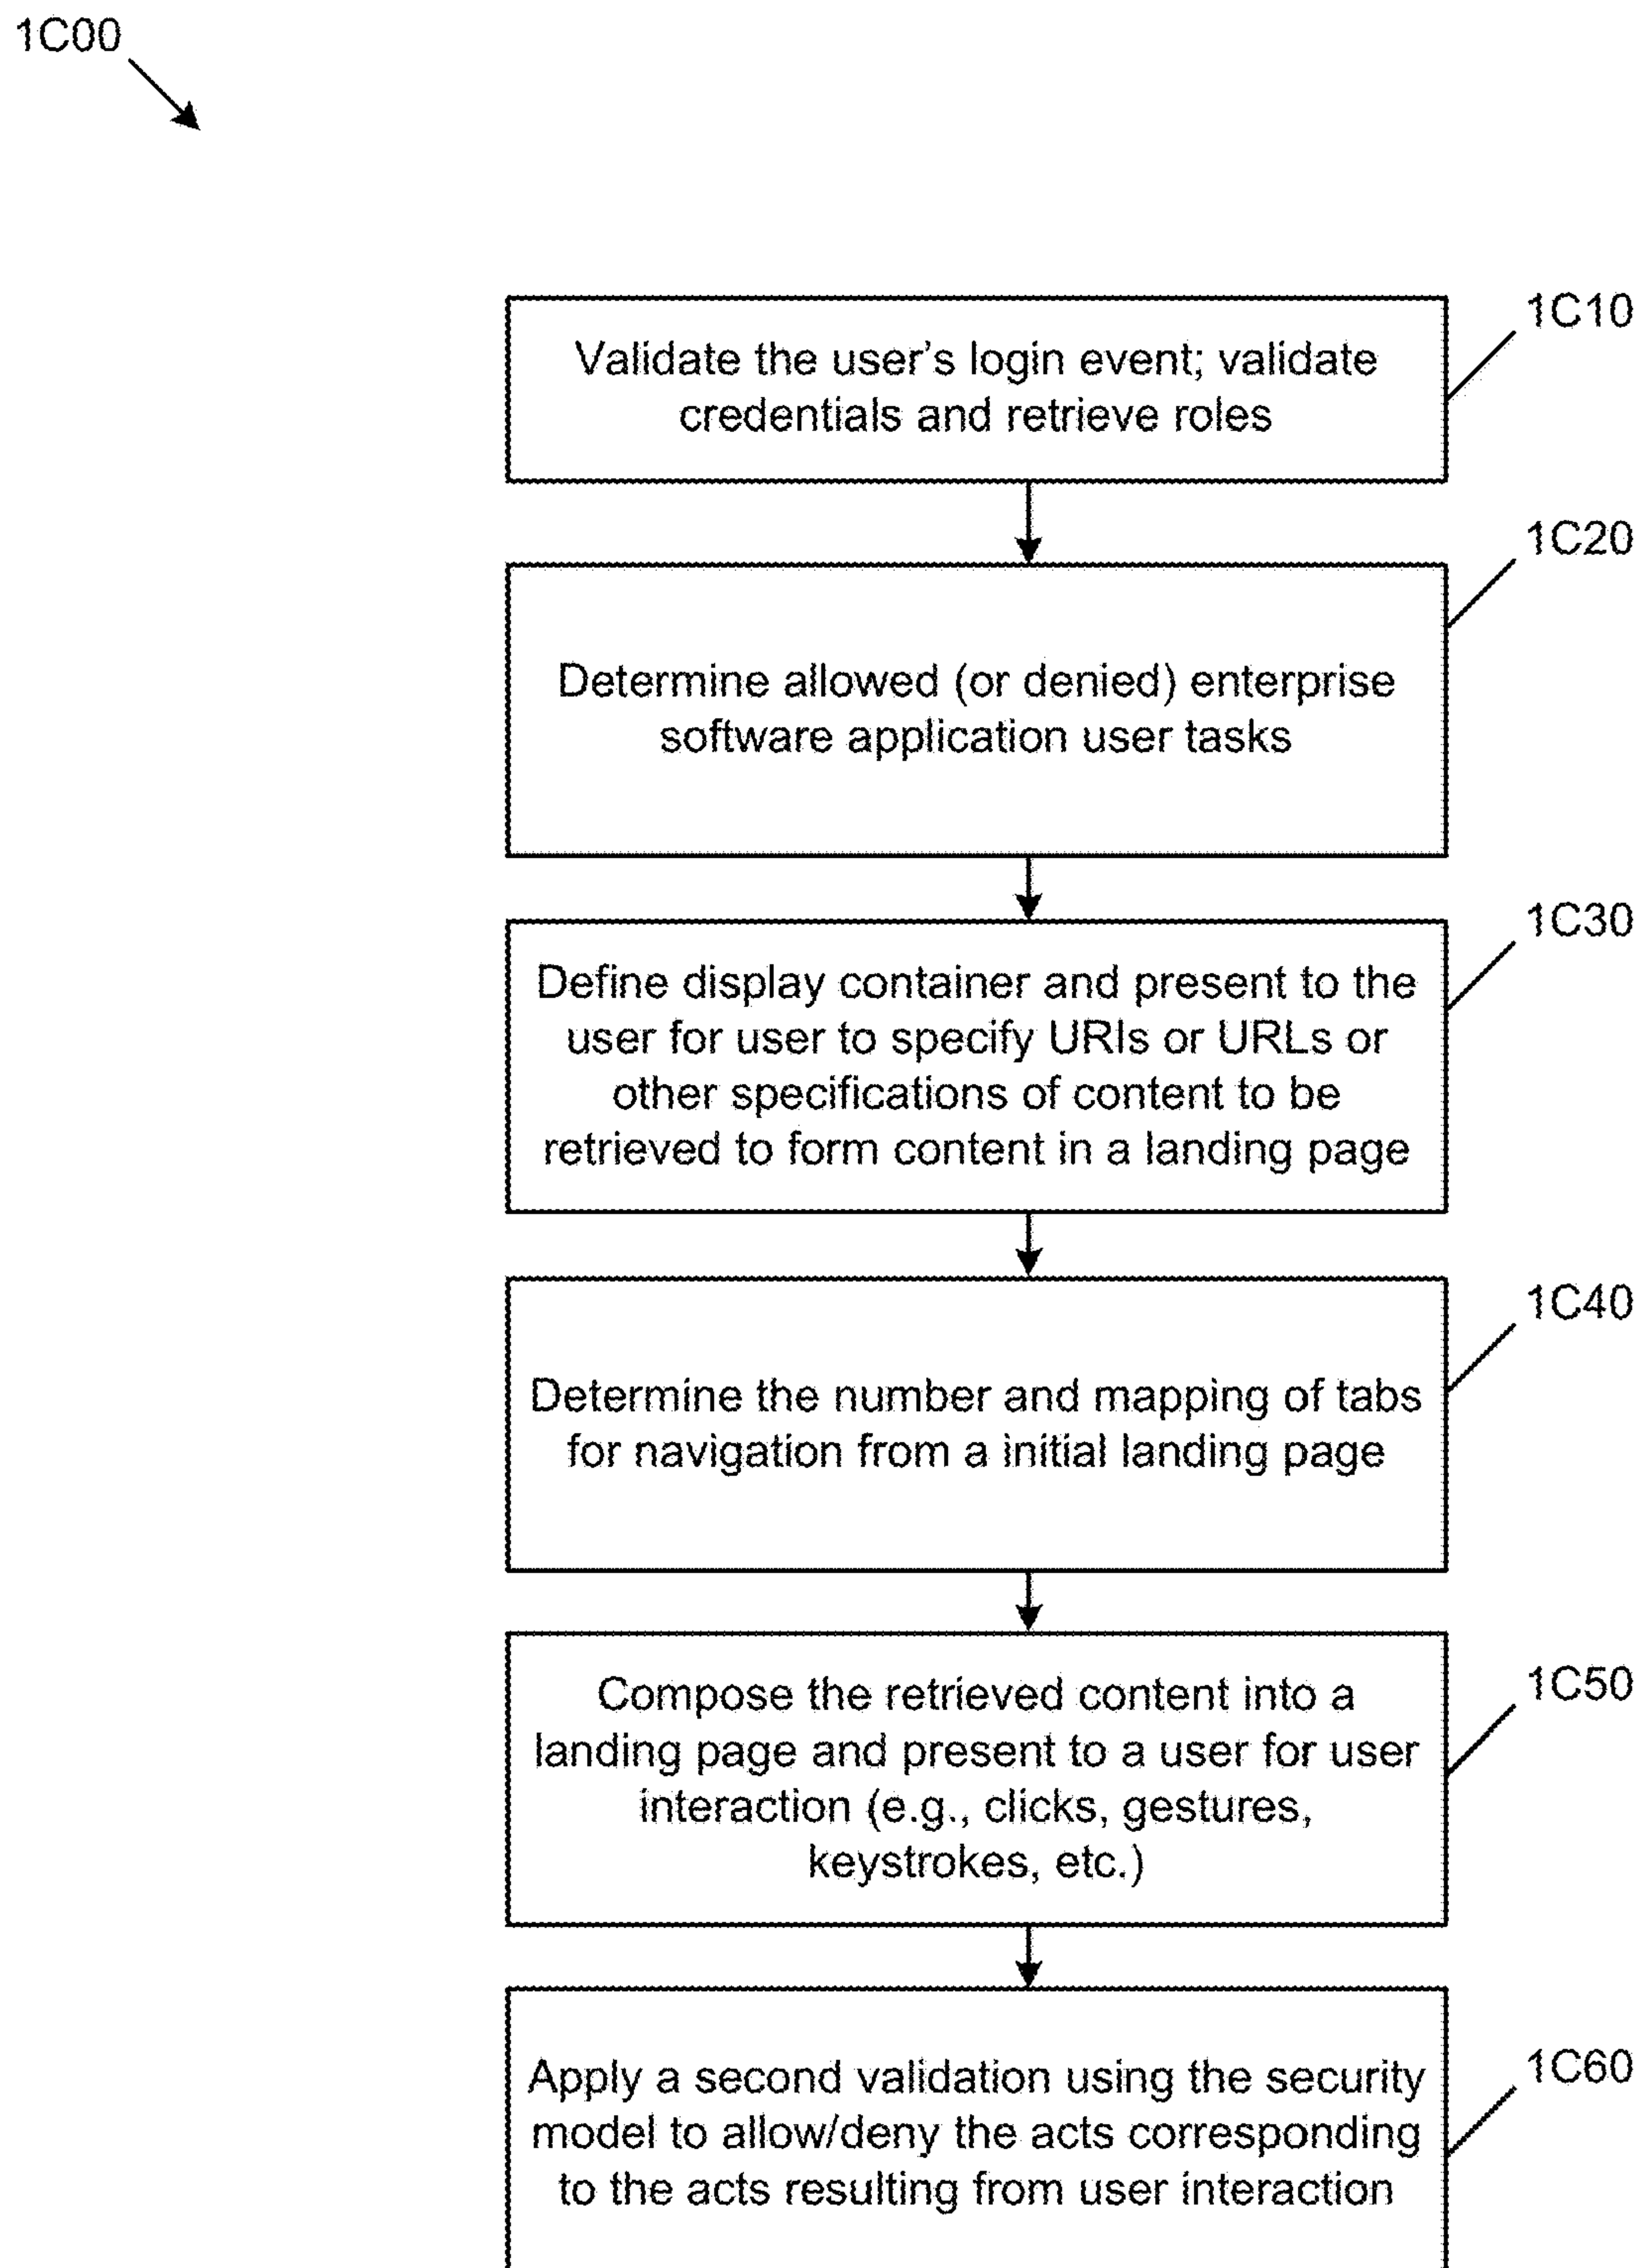 1C00
1C10
Validate the user's login event; validate
credentials and retrieve roles
1C20
Determine allowed (or denied) enterprise
software application user tasks
1C30
Define display container and present to the
user for user to specify URIs or URLs or
other specifications of content to be
retrieved to form content in a landing page
1C40
Determine the number and mapping of tabs
for navigation from a initial landing page
1C50
Compose the retrieved content into a
landing page and present to a user for user
interaction (e.g., clicks, gestures,
keystrokes, etc.)
1C60
Apply a second validation using the security
model to allow/deny the acts corresponding
to the acts resulting from user interaction